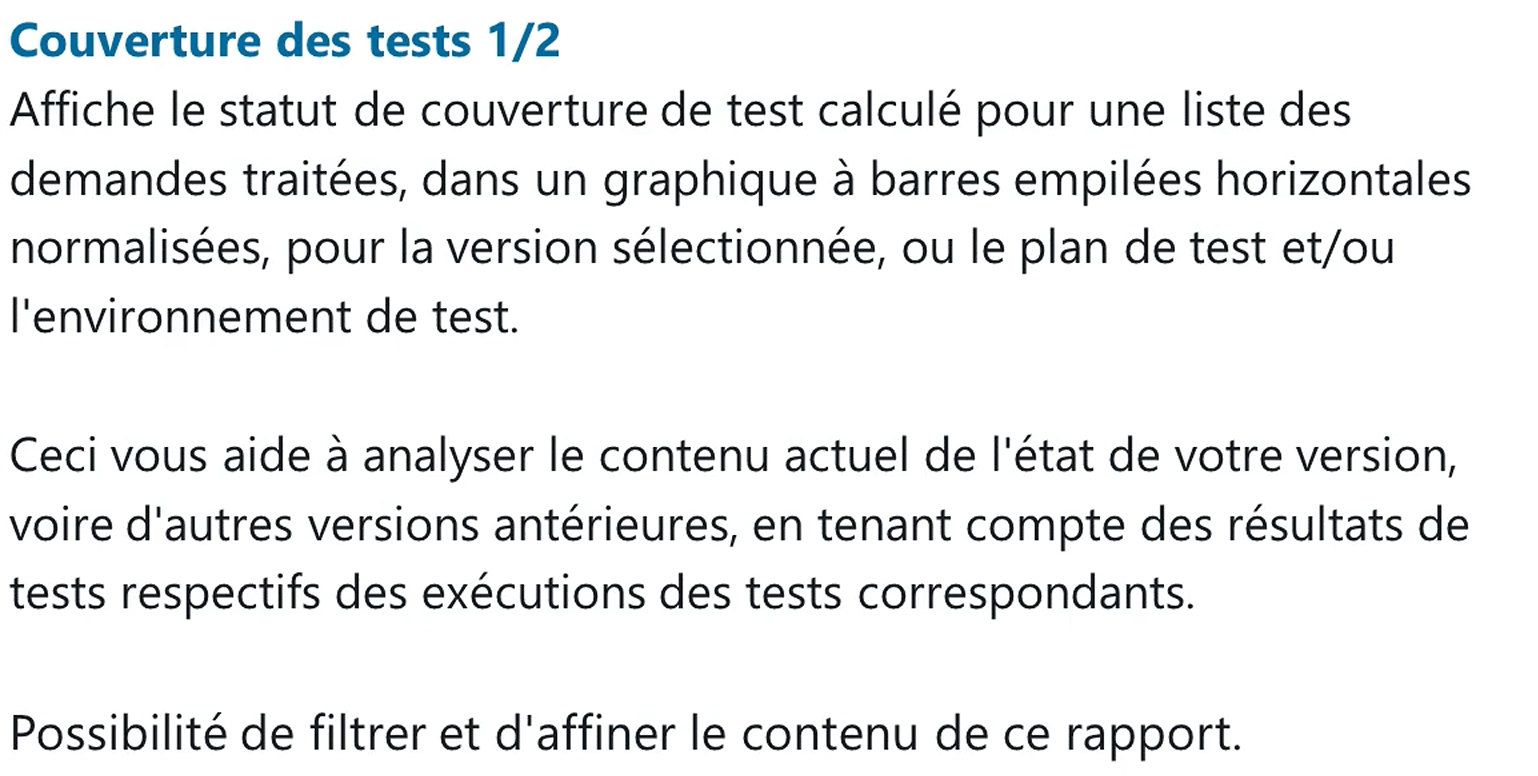 Couverture des tests 1/2
Affiche le statut de couverture de test calculé pour une liste des
demandes traitées, dans un graphique à barres empilées horizontales
normalisées, pour la version sélectionnée, ou le plan de test et/ou
l'environnement de test.
Ceci vous aide à analyser le contenu actuel de l'état de votre version,
voire d'autres versions antérieures, en tenant compte des résultats de
tests respectifs des exécutions des tests correspondants.
Possibilité de filtrer et d'affiner le contenu de ce rapport.